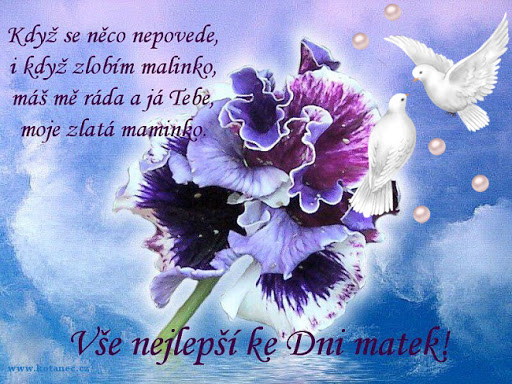 Když se něco nepovede,
i když zlobím malinko,
máš mě ráda a já Tebe,
moje zlatá maminko.
Vše nejlepší ke Dni matek!
www.kotanec.cz